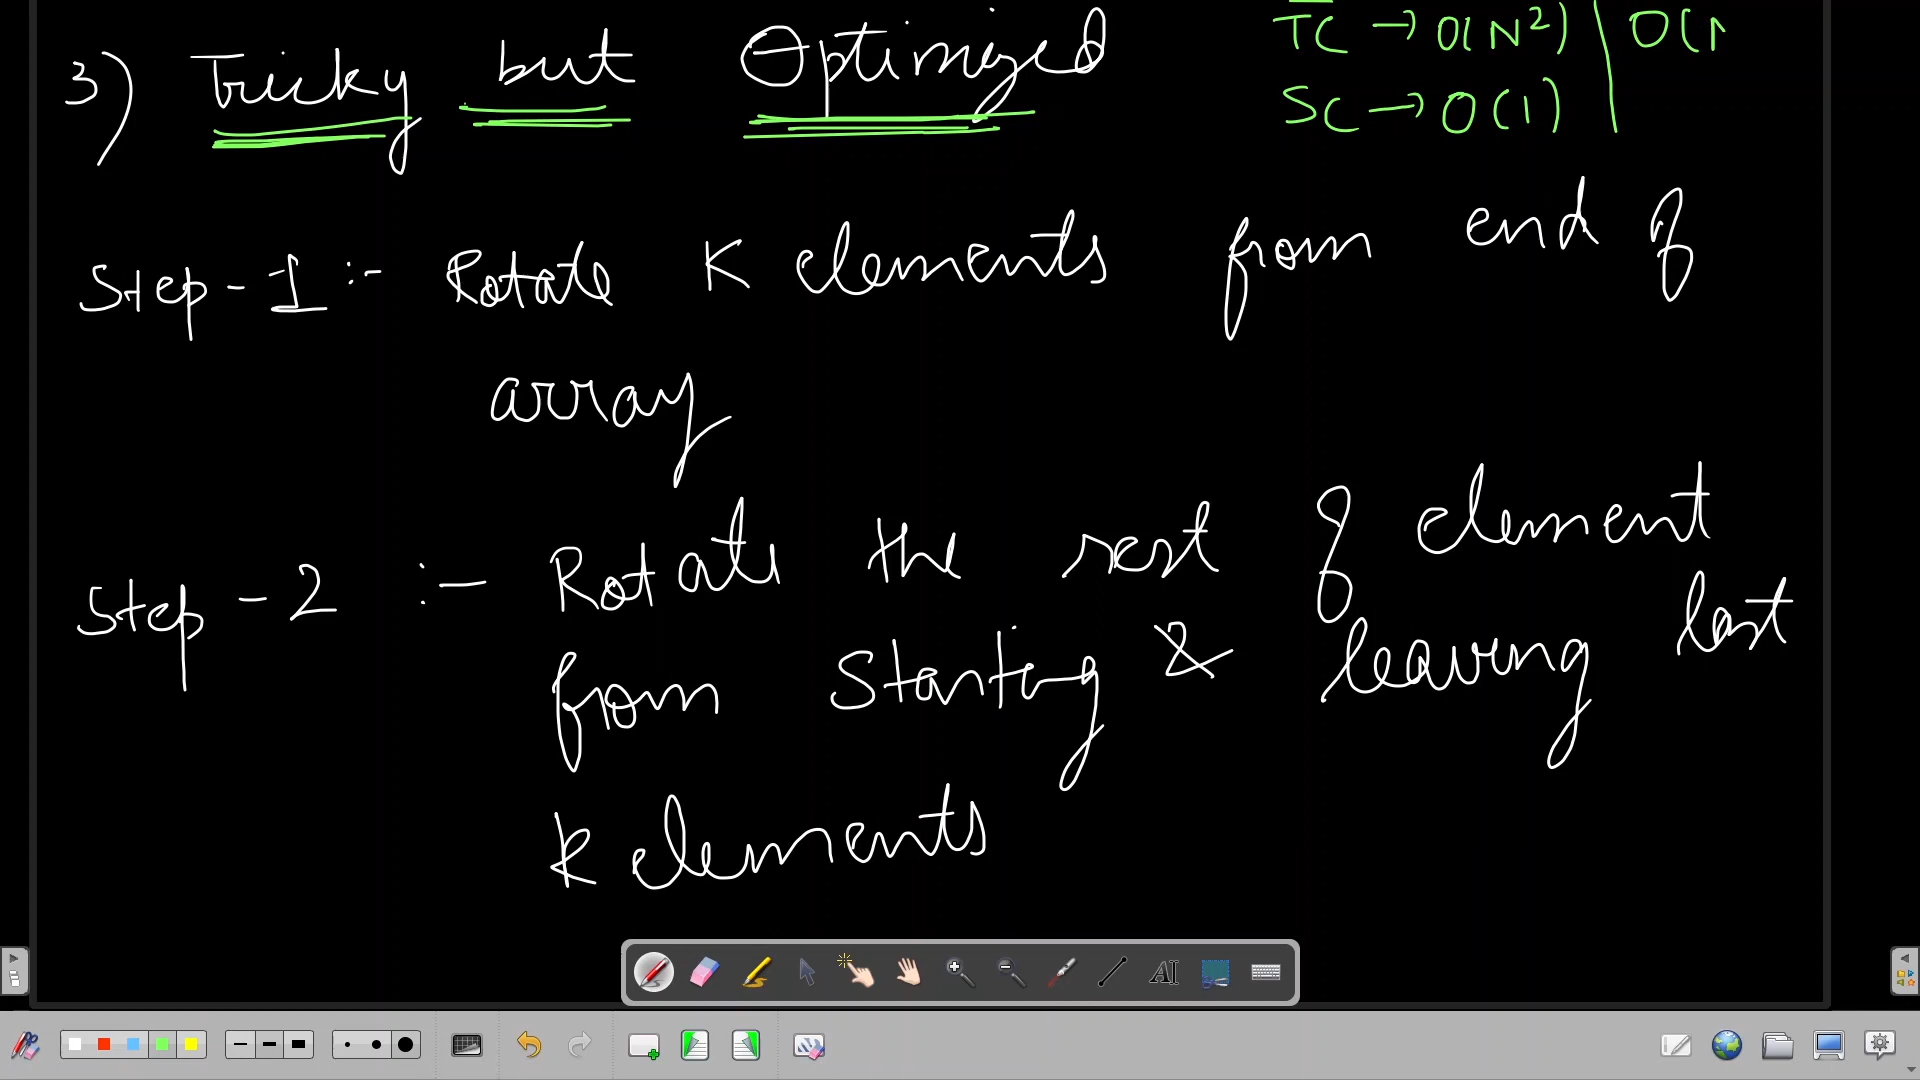 3) Tricky but Optimized
TC → O(N²) | O(N
SC → O(1)
Step-1 :- Rotate K elements from end of
array
Step-2 :- Rotate the rest of element
from starting & leaving last
K elements
AI